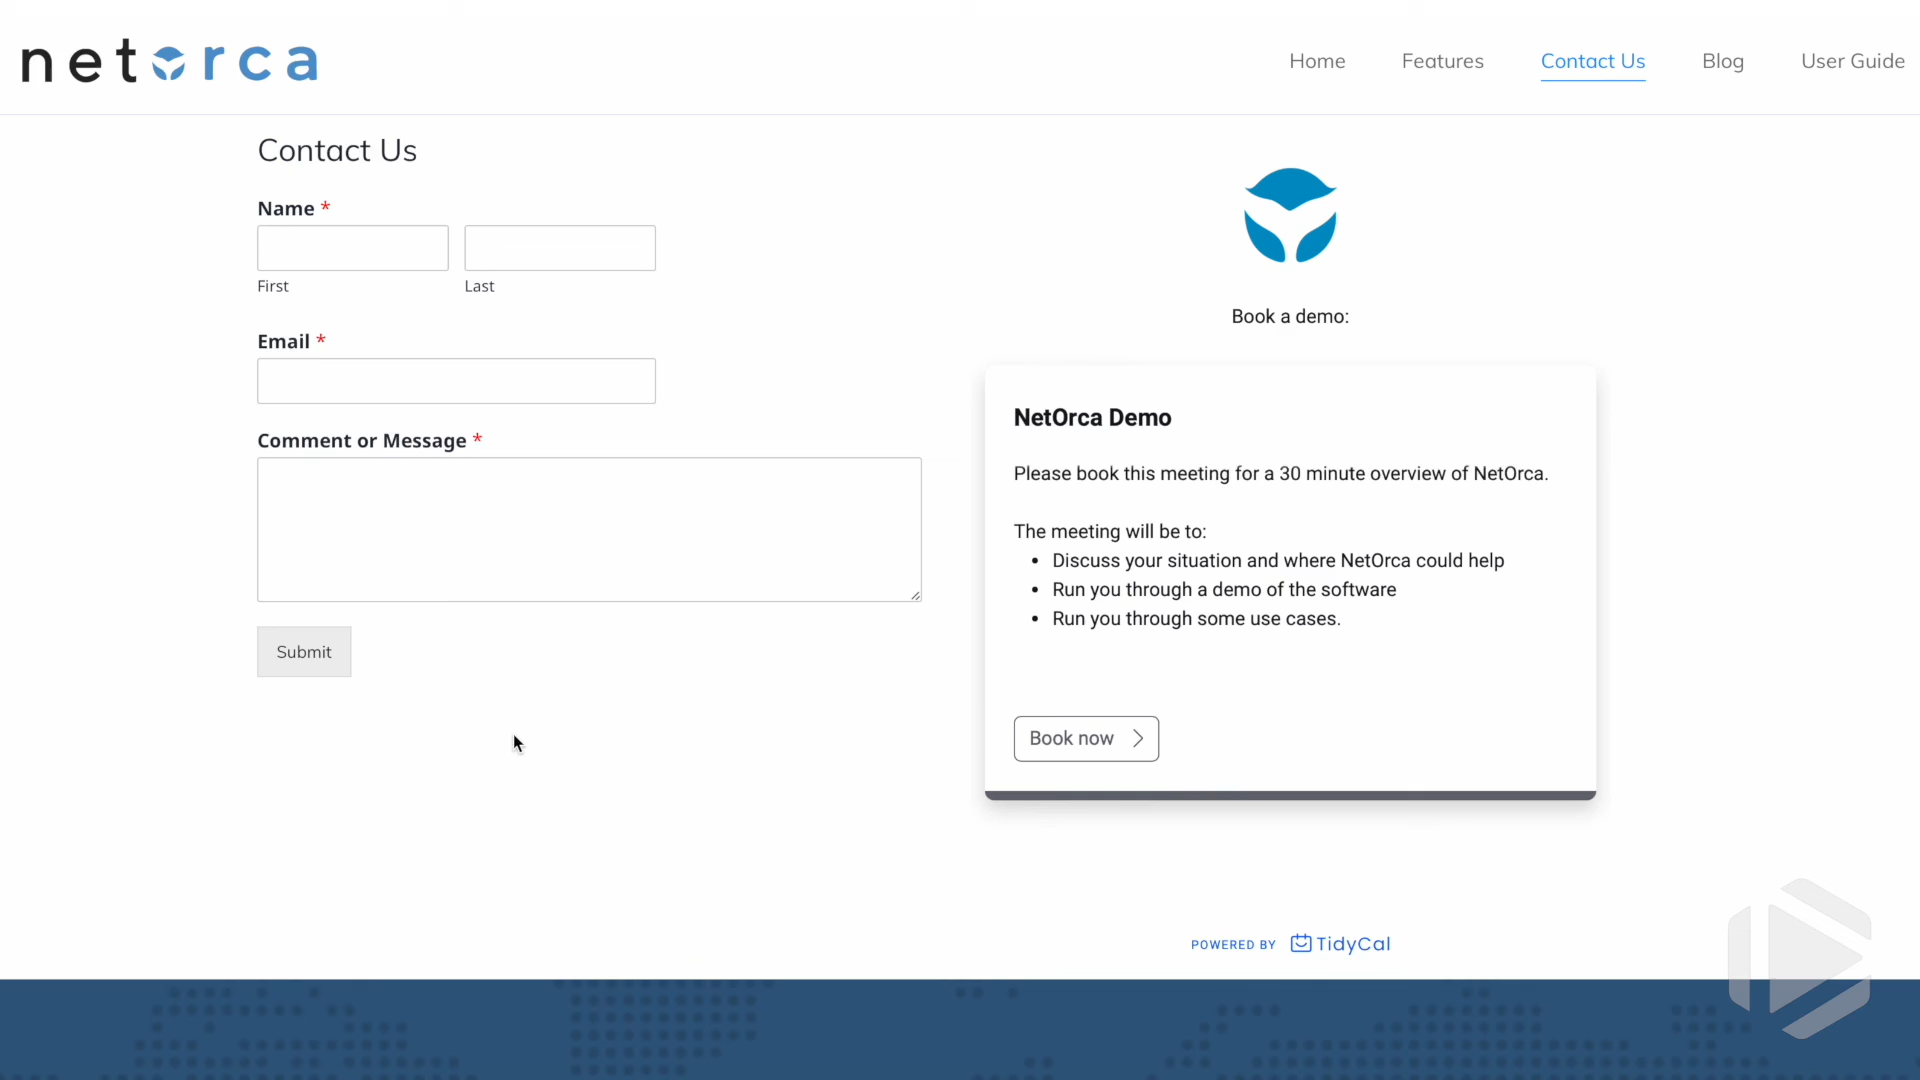 netorca
Home
Features
Contact Us
Blog
User Guide
Contact Us
Name *
First
Last
Email *
Comment or Message *
Submit
Book a demo:
NetOrca Demo
Please book this meeting for a 30 minute overview of NetOrca.
The meeting will be to:
• Discuss your situation and where NetOrca could help
• Run you through a demo of the software
• Run you through some use cases.
Book now
POWERED BY TidyCal